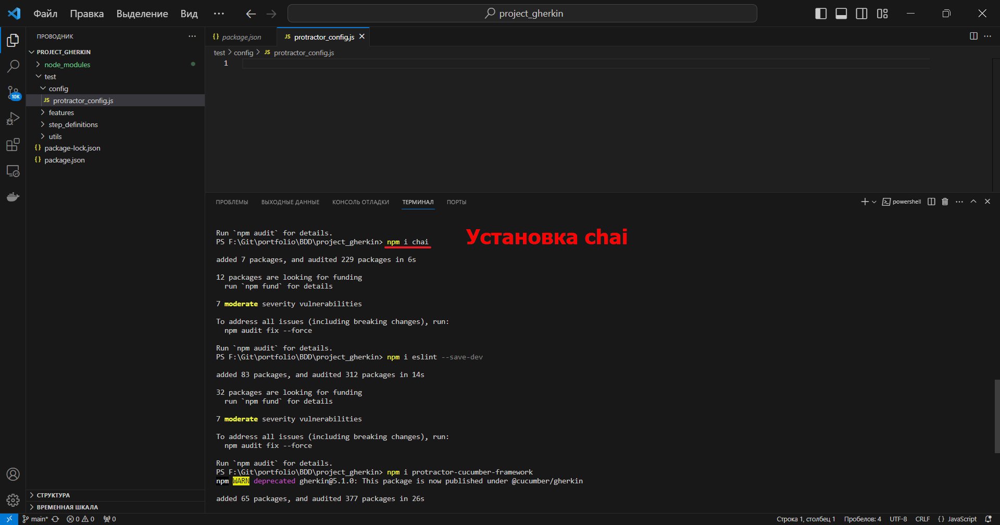 Файл Правка Выделение Вид ··· project_gherkin
ПРОВОДНИК ···
PROJECT_GHERKIN
node_modules
test
config
JS protractor_config.js
features
step_definitions
utils
{} package-lock.json
{} package.json
10K
СТРУКТУРА
ВРЕМЕННАЯ ШКАЛА
{} package.json JS protractor_config.js
test > config > JS protractor_config.js
1
ПРОБЛЕМЫ ВЫХОДНЫЕ ДАННЫЕ КОНСОЛЬ ОТЛАДКИ ТЕРМИНАЛ ПОРТЫ powershell
Run `npm audit` for details.
PS F:\Git\portfolio\BDD\project_gherkin> npm i chai
Установка chai
added 7 packages, and audited 229 packages in 6s
12 packages are looking for funding
run `npm fund` for details
7 moderate severity vulnerabilities
To address all issues (including breaking changes), run:
npm audit fix --force
Run `npm audit` for details.
PS F:\Git\portfolio\BDD\project_gherkin> npm i eslint --save-dev
added 83 packages, and audited 312 packages in 14s
32 packages are looking for funding
run `npm fund` for details
7 moderate severity vulnerabilities
To address all issues (including breaking changes), run:
npm audit fix --force
Run `npm audit` for details.
PS F:\Git\portfolio\BDD\project_gherkin> npm i protractor-cucumber-framework
npm WARN deprecated gherkin@5.1.0: This package is now published under @cucumber/gherkin
added 65 packages, and audited 377 packages in 26s
main* 0 0 0 Строка 1, столбец 1 Пробелов: 4 UTF-8 CRLF {} JavaScript